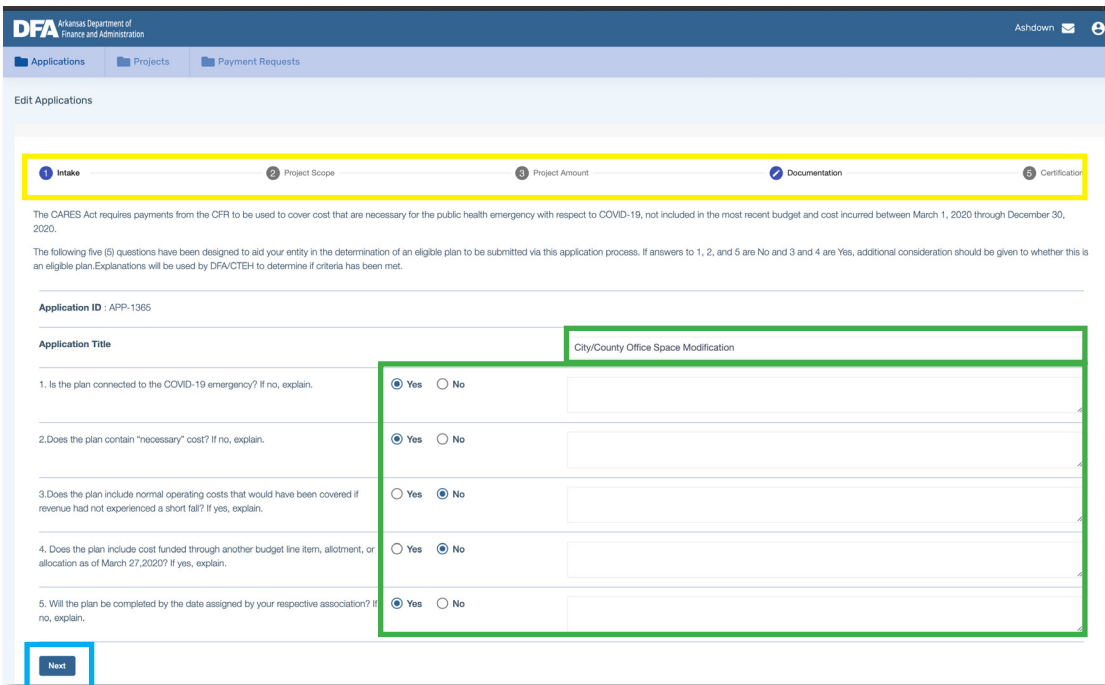 DFA Arkansas Department of
Finance and Administration
Ashdown
Applications Projects Payment Requests
Edit Applications
1 Intake 2 Project Scope 3 Project Amount Documentation 5 Certification
The CARES Act requires payments from the CFR to be used to cover cost that are necessary for the public health emergency with respect to COVID-19, not included in the most recent budget and cost incurred between March 1, 2020 through December 30,
2020.
The following five (5) questions have been designed to aid your entity in the determination of an eligible plan to be submitted via this application process. If answers to 1, 2, and 5 are No and 3 and 4 are Yes, additional consideration should be given to whether this is
an eligible plan.Explanations will be used by DFA/CTEH to determine if criteria has been met.
Application ID : APP-1365
Application Title City/County Office Space Modification
1. Is the plan connected to the COVID-19 emergency? If no, explain. Yes No
2.Does the plan contain "necessary" cost? If no, explain. Yes No
3.Does the plan include normal operating costs that would have been covered if Yes No
revenue had not experienced a short fall? If yes, explain.
4. Does the plan include cost funded through another budget line item, allotment, or Yes No
allocation as of March 27,2020? If yes, explain.
5. Will the plan be completed by the date assigned by your respective association? If Yes No
no, explain.
Next